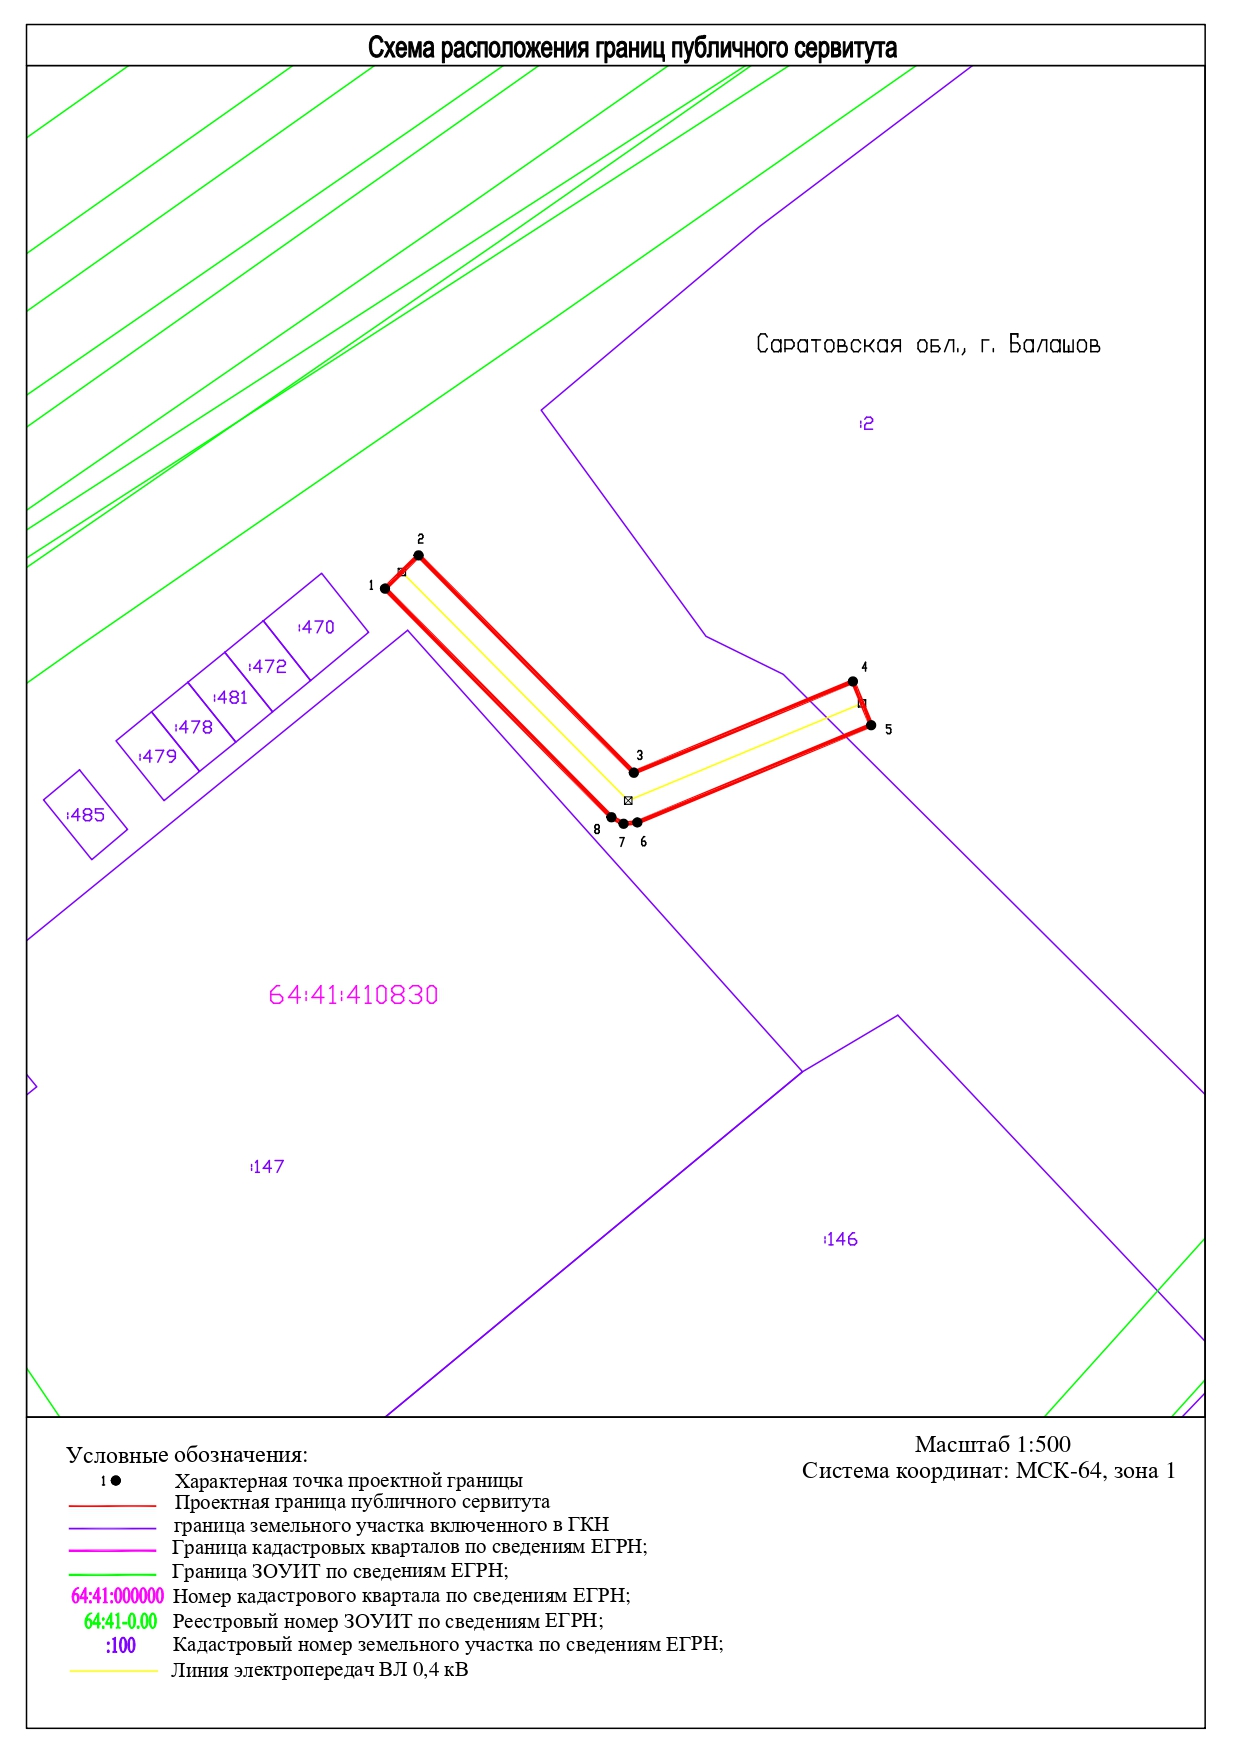 Схема расположения границ публичного сервитута
Саратовская обл., г. Балашов
:2
2
1
:470
:472
4
:481
:478
5
3
:479
:485
8
7
6
64:41:410830
:147
:146
Условные обозначения:
Масштаб 1:500
Система координат: МСК-64, зона 1
1 Характерная точка проектной границы
Проектная граница публичного сервитута
граница земельного участка включенного в ГКН
Граница кадастровых кварталов по сведениям ЕГРН;
Граница ЗОУИТ по сведениям ЕГРН;
64:41:000000 Номер кадастрового квартала по сведениям ЕГРН;
64:41-0.00 Реестровый номер ЗОУИТ по сведениям ЕГРН;
:100 Кадастровый номер земельного участка по сведениям ЕГРН;
Линия электропередач ВЛ 0,4 кВ